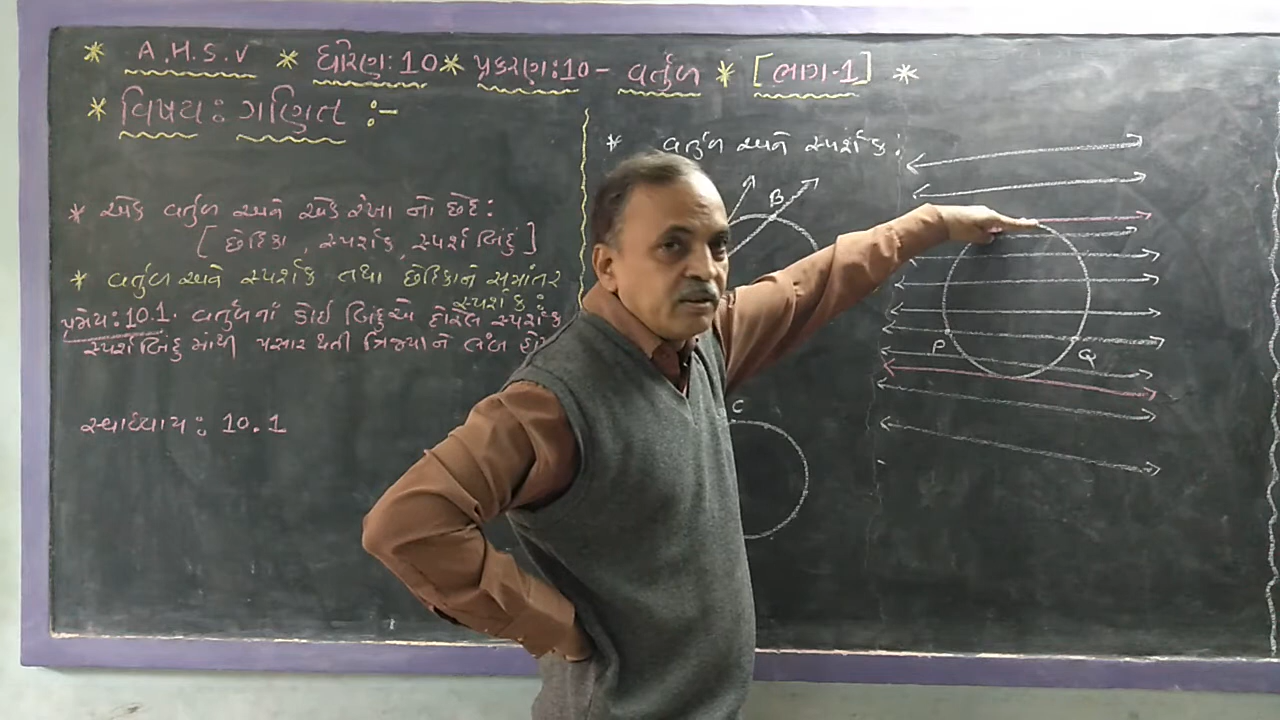 * A.H.S.V * ધોરણ:10 * પ્રકરણ:10 - વર્તુળ * [ભાગ-1] *
* વિષય: ગણિત :-
* એક વર્તુળ અને એક રેખા નો છેદ:
[છેદિકા, સ્પર્શક, સ્પર્શ બિંદુ]
* વર્તુળ અને સ્પર્શક તથા છેદિકાને સમાંતર
સ્પર્શક:
પ્રમેય:10.1. વર્તુળનાં કોઈ બિંદુએ દોરેલ સ્પર્શક
સ્પર્શબિંદુ માંથી પસાર થતી ત્રિજ્યાને લંબ
સ્વાધ્યાય: 10.1
* વર્તુળ અને સ્પર્શક:
B
P
Q
C